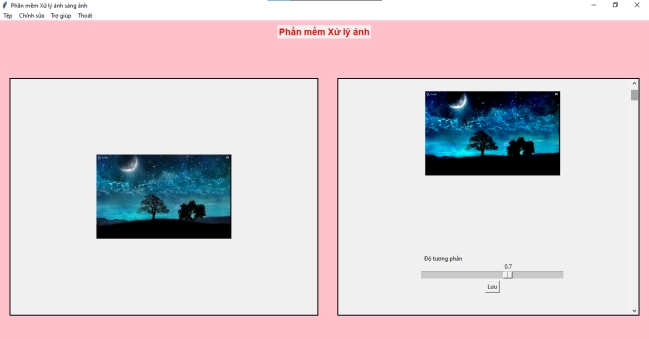 Phần mềm Xử lý ảnh sáng ảnh
Tệp Chỉnh sửa Trợ giúp Thoát
Phần mềm Xử lý ảnh
Độ tương phản
0.7
Lưu